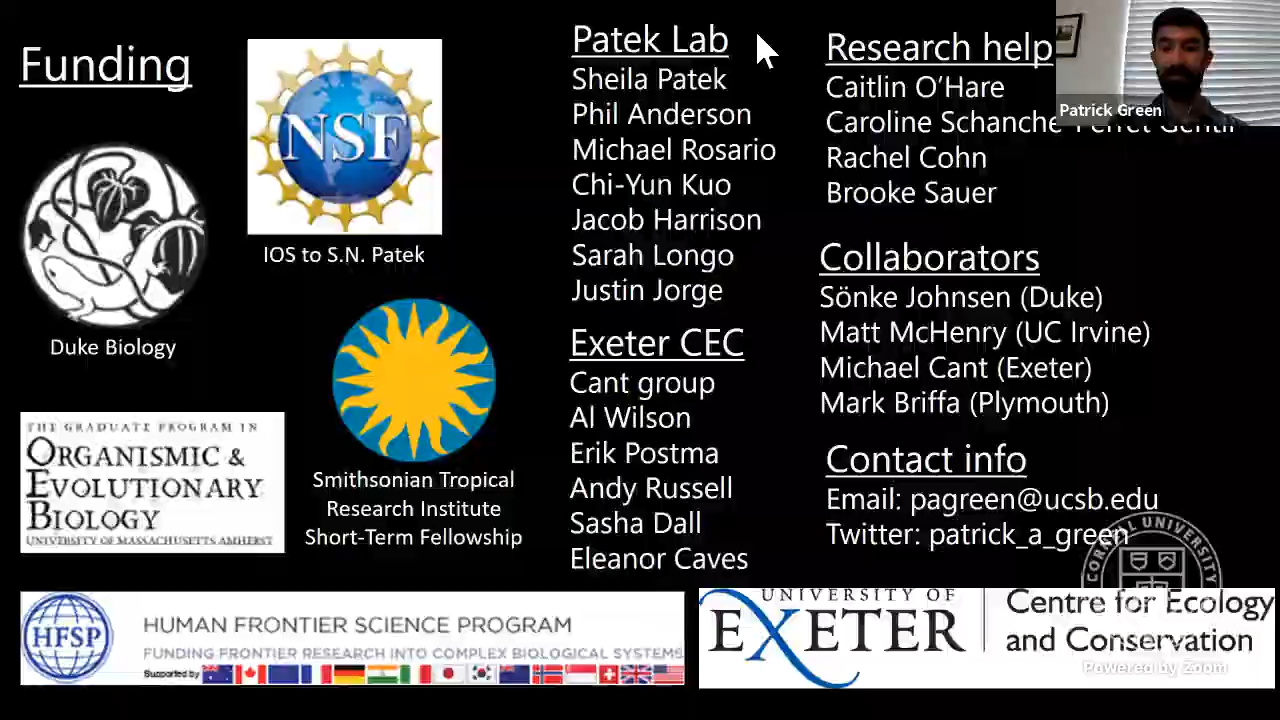 Funding
NSF
IOS to S.N. Patek
Duke Biology
Smithsonian Tropical
Research Institute
Short-Term Fellowship
THE GRADUATE PROGRAM IN
ORGANISMIC &
EVOLUTIONARY
BIOLOGY
UNIVERSITY OF MASSACHUSETTS AMHERST
Patek Lab
Sheila Patek
Phil Anderson
Michael Rosario
Chi-Yun Kuo
Jacob Harrison
Sarah Longo
Justin Jorge
Exeter CEC
Cant group
Al Wilson
Erik Postma
Andy Russell
Sasha Dall
Eleanor Caves
Research help
Caitlin O’Hare
Caroline Schanche
Rachel Cohn
Brooke Sauer
Patrick Green
Collaborators
Sönke Johnsen (Duke)
Matt McHenry (UC Irvine)
Michael Cant (Exeter)
Mark Briffa (Plymouth)
Contact info
Email: pagreen@ucsb.edu
Twitter: patrick_a_green
HFSP
HUMAN FRONTIER SCIENCE PROGRAM
FUNDING FRONTIER RESEARCH INTO COMPLEX BIOLOGICAL SYSTEMS
Supported by
UNIVERSITY OF
EXETER
Centre for Ecology
and Conservation
CORNELL UNIVERSITY
Powered by Zoom